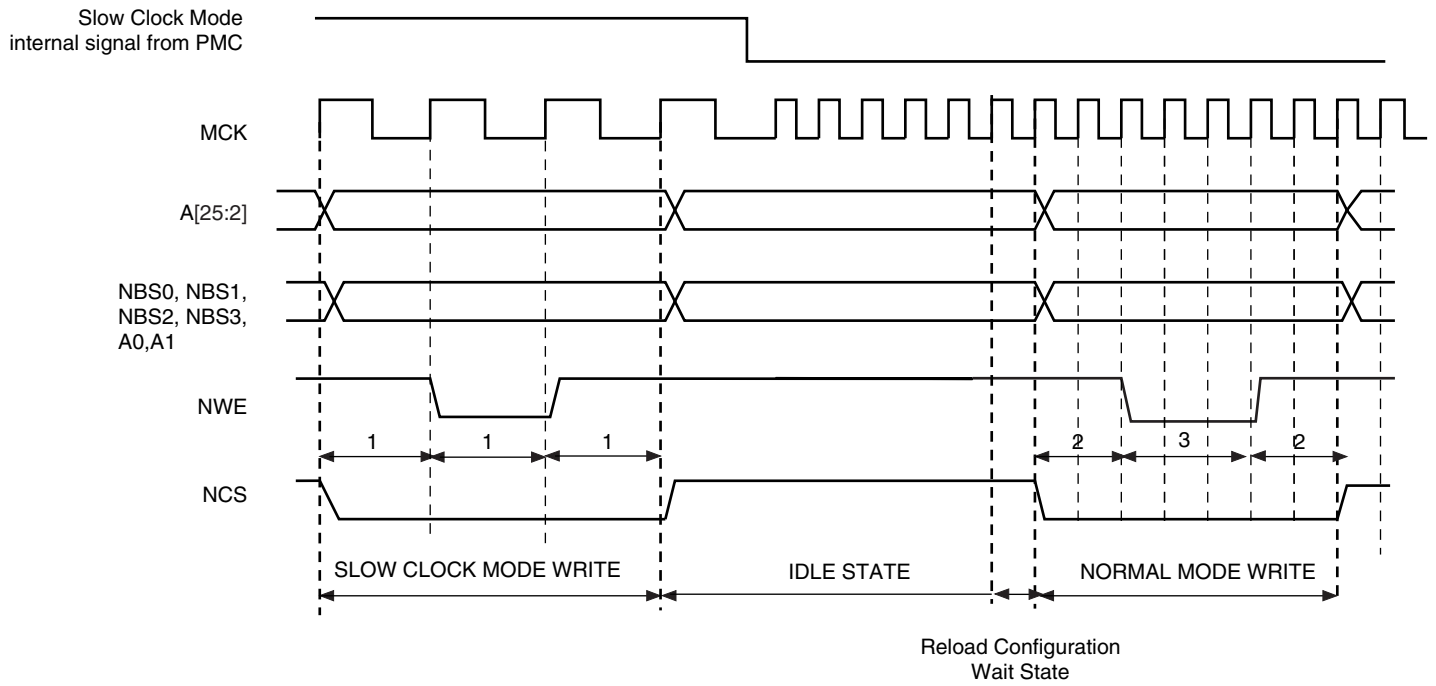 Slow Clock Mode
internal signal from PMC
MCK
A[25:2]
NBS0, NBS1,
NBS2, NBS3,
A0,A1
NWE
1 1 1 2 3 2
NCS
SLOW CLOCK MODE WRITE IDLE STATE NORMAL MODE WRITE
Reload Configuration
Wait State